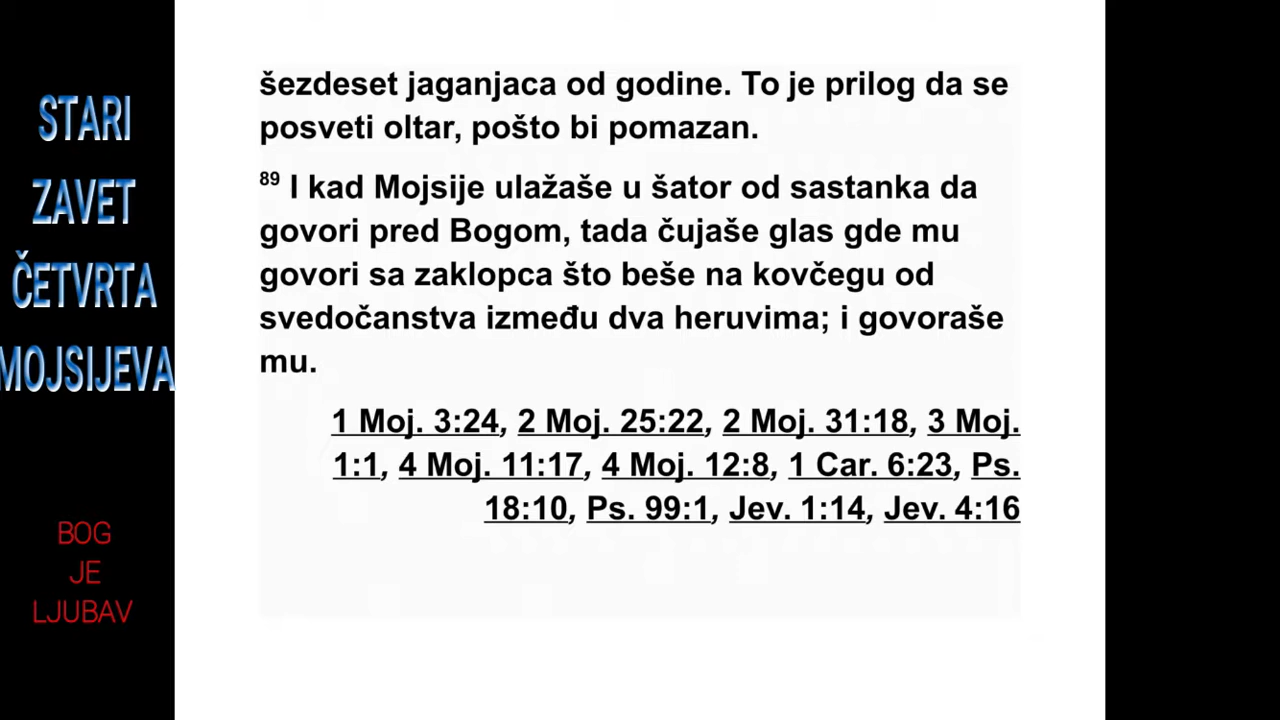 STARI
ZAVET
ČETVRTA
MOJSIJEVA
BOG
JE
LJUBAV
šezdeset jaganjaca od godine. To je prilog da se
posveti oltar, pošto bi pomazan.
89 I kad Mojsije ulažaše u šator od sastanka da
govori pred Bogom, tada čujaše glas gde mu
govori sa zaklopca što beše na kovčegu od
svedočanstva između dva heruvima; i govoraše
mu.
1 Moj. 3:24, 2 Moj. 25:22, 2 Moj. 31:18, 3 Moj.
1:1, 4 Moj. 11:17, 4 Moj. 12:8, 1 Car. 6:23, Ps.
18:10, Ps. 99:1, Jev. 1:14, Jev. 4:16